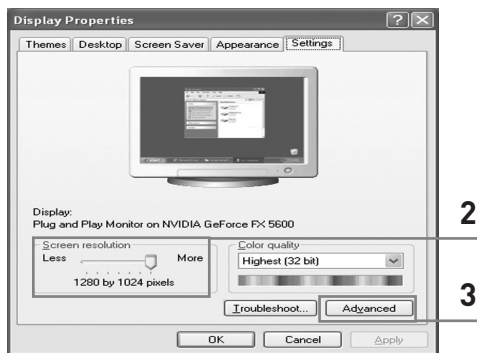 Display Properties
Themes Desktop Screen Saver Appearance Settings
Display:
Plug and Play Monitor on NVIDIA GeForce FX 5600
Screen resolution
Less More
1280 by 1024 pixels
Color quality
Highest (32 bit)
2
Troubleshoot... Advanced
3
OK Cancel Apply